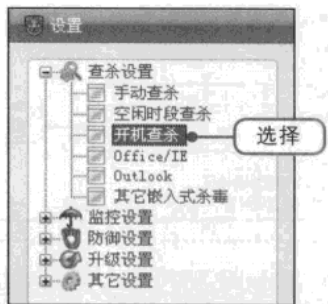 设置
查杀设置
手动查杀
空闲时段查杀
开机查杀
选择
Office/IE
Outlook
其它嵌入式杀毒
监控设置
防御设置
升级设置
其它设置